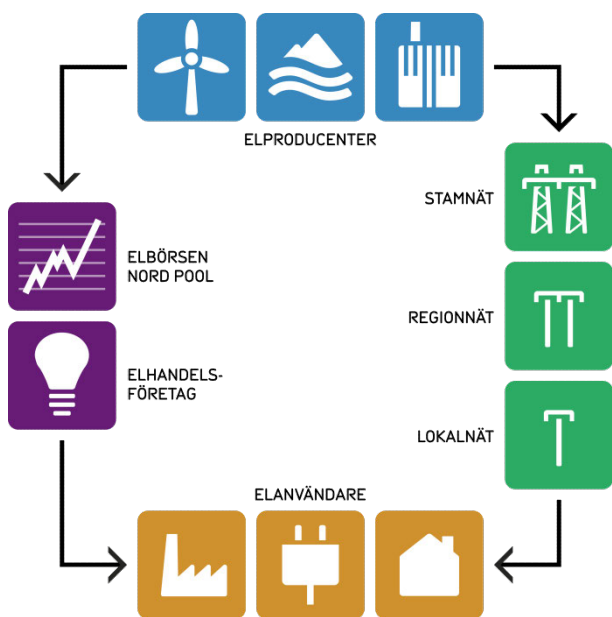 ELPRODUCENTER
STAMNÄT
ELBÖRSEN
NORD POOL
REGIONNÄT
ELHANDELS-
FÖRETAG
LOKALNÄT
ELANVÄNDARE